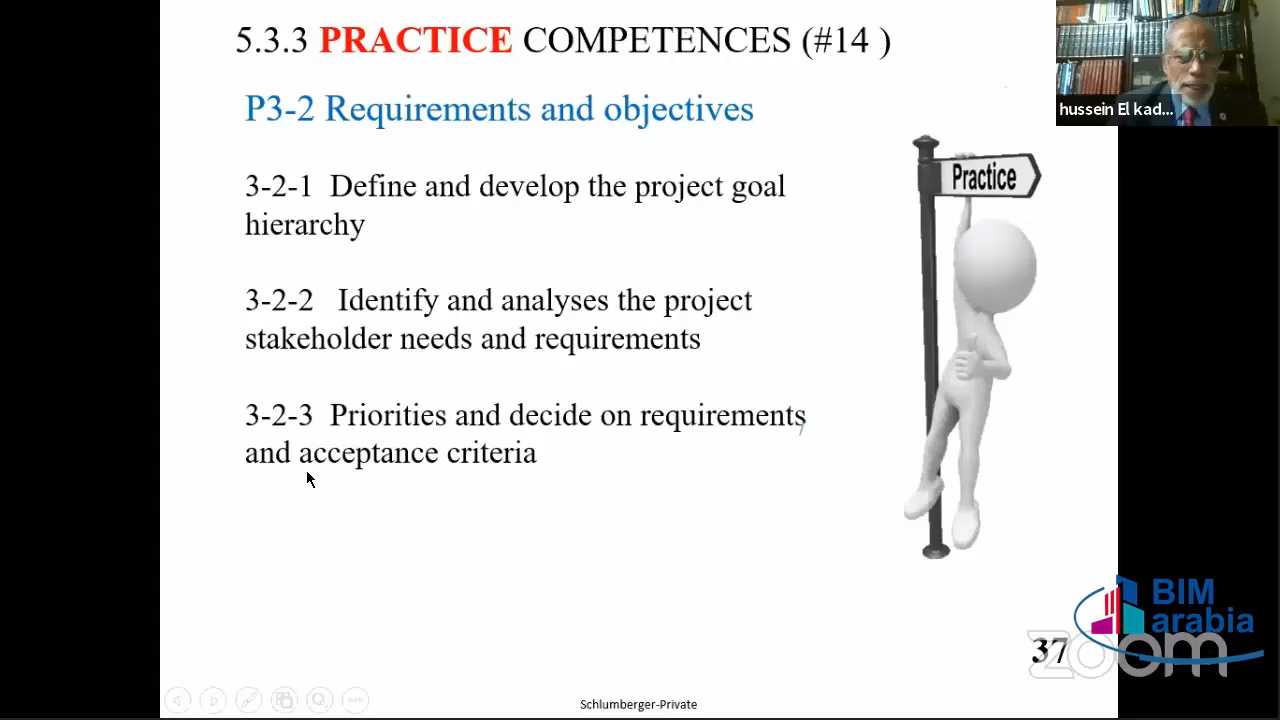 5.3.3 PRACTICE COMPETENCES (#14 )
hussein El kad...
P3-2 Requirements and objectives
Practice
3-2-1 Define and develop the project goal
hierarchy
3-2-2 Identify and analyses the project
stakeholder needs and requirements
3-2-3 Priorities and decide on requirements
and acceptance criteria
BIM
arabia
zoom
37
Schlumberger-Private